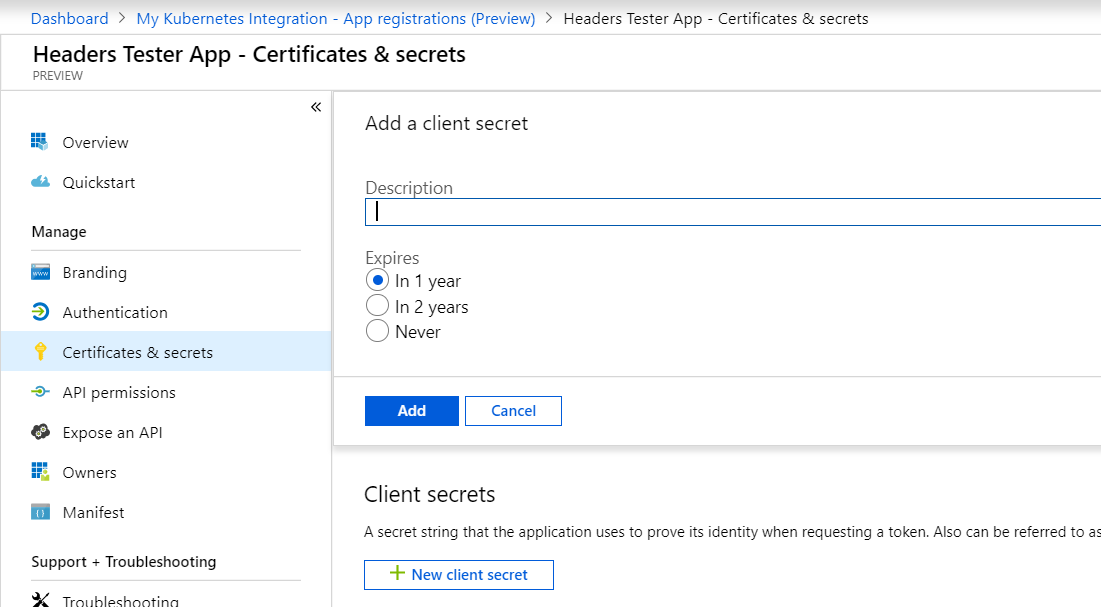 Dashboard > My Kubernetes Integration - App registrations (Preview) > Headers Tester App - Certificates & secrets
Headers Tester App - Certificates & secrets
PREVIEW
«
Overview
Quickstart
Manage
Branding
Authentication
Certificates & secrets
API permissions
Expose an API
Owners
Manifest
Support + Troubleshooting
Troubleshooting
Add a client secret
Description
Expires
In 1 year
In 2 years
Never
Add Cancel
Client secrets
A secret string that the application uses to prove its identity when requesting a token. Also can be referred to as
+ New client secret